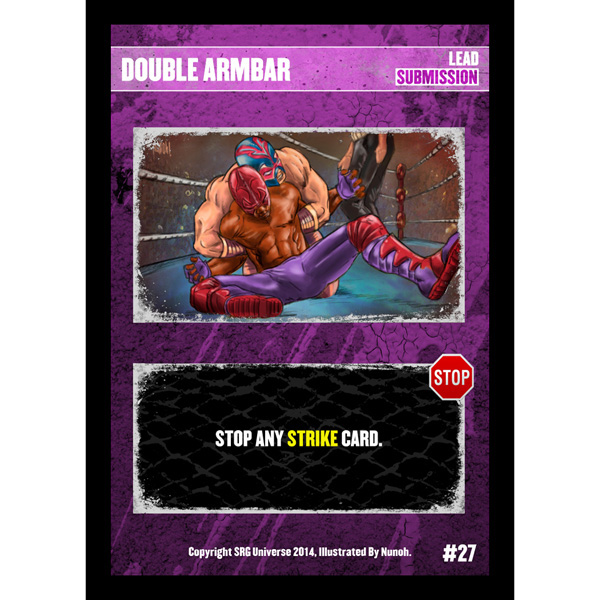 DOUBLE ARMBAR
LEAD
SUBMISSION
STOP
STOP ANY STRIKE CARD.
Copyright SRG Universe 2014, Illustrated By Nunoh.
#27